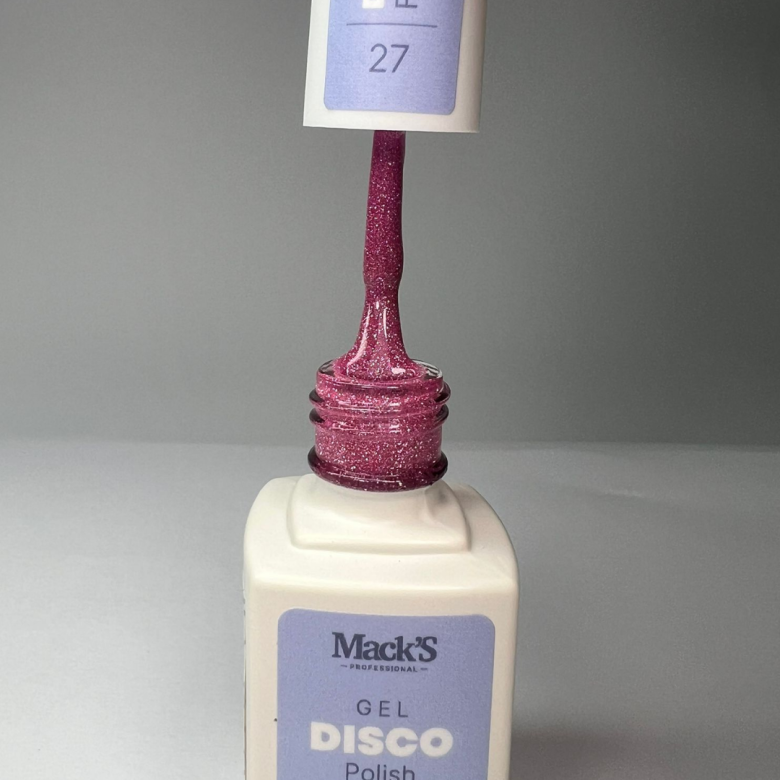 27
Mack'S
PROFESSIONAL
GEL
DISCO
Polish